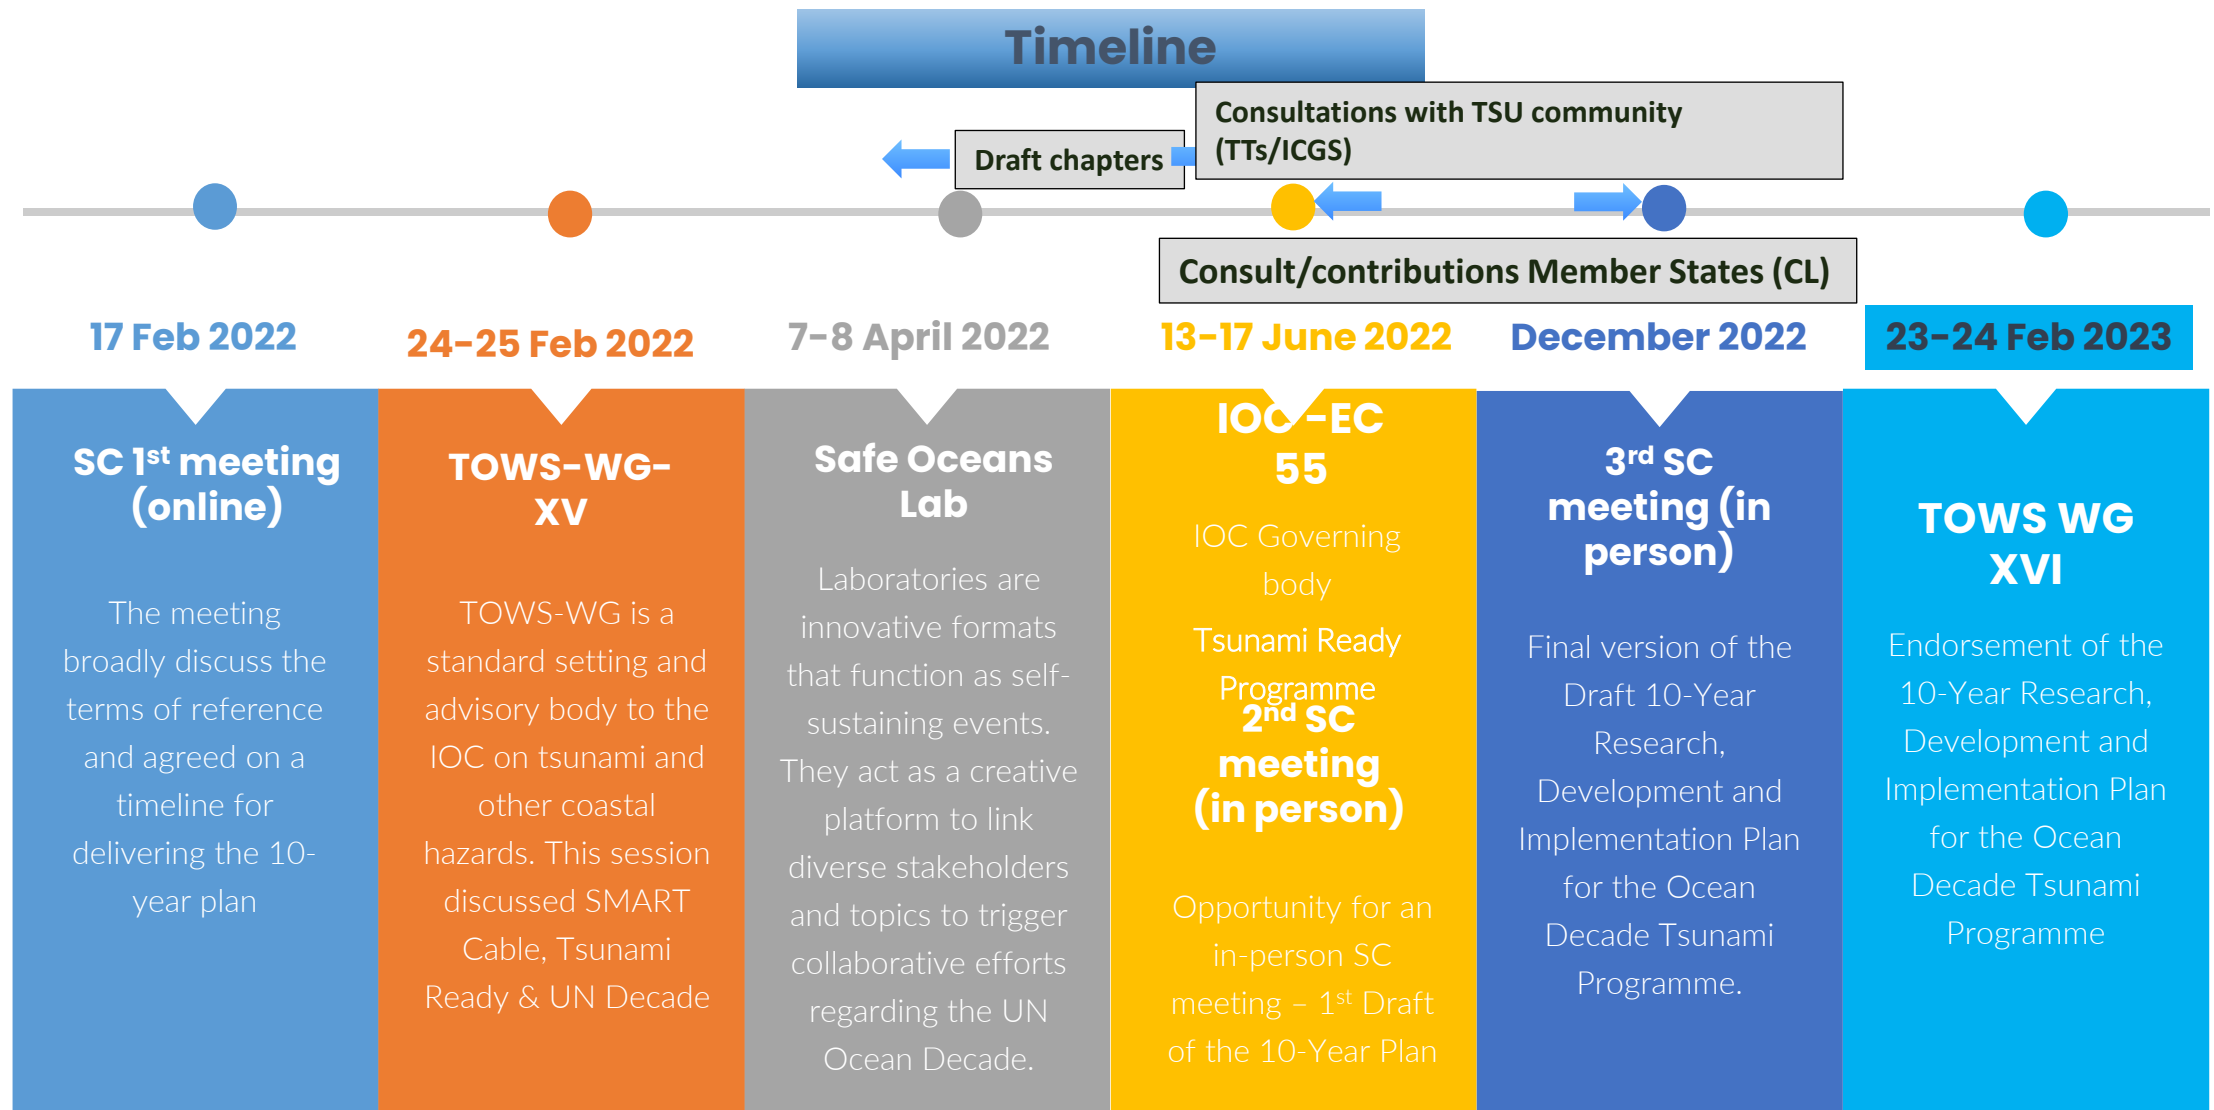 Timeline
Consultations with TSU community
(TTs/ICGS)
Draft chapters
Consult/contributions Member States (CL)
17 Feb 2022
SC 1st meeting
(online)
The meeting
broadly discuss the
terms of reference
and agreed on a
timeline for
delivering the 10-
year plan
24-25 Feb 2022
TOWS-WG-
XV
TOWS-WG is a
standard setting and
advisory body to the
IOC on tsunami and
other coastal
hazards. This session
discussed SMART
Cable, Tsunami
Ready & UN Decade
7-8 April 2022
Safe Oceans
Lab
Laboratories are
innovative formats
that function as self-
sustaining events.
They act as a creative
platform to link
diverse stakeholders
and topics to trigger
collaborative efforts
regarding the UN
Ocean Decade.
13-17 June 2022
IOC-EC
55
IOC Governing
body
Tsunami Ready
Programme
2nd SC
meeting
(in person)
Opportunity for an
in-person SC
meeting – 1st Draft
of the 10-Year Plan
December 2022
3rd SC
meeting (in
person)
Final version of the
Draft 10-Year
Research,
Development and
Implementation Plan
for the Ocean
Decade Tsunami
Programme.
23-24 Feb 2023
TOWS WG
XVI
Endorsement of the
10-Year Research,
Development and
Implementation Plan
for the Ocean
Decade Tsunami
Programme